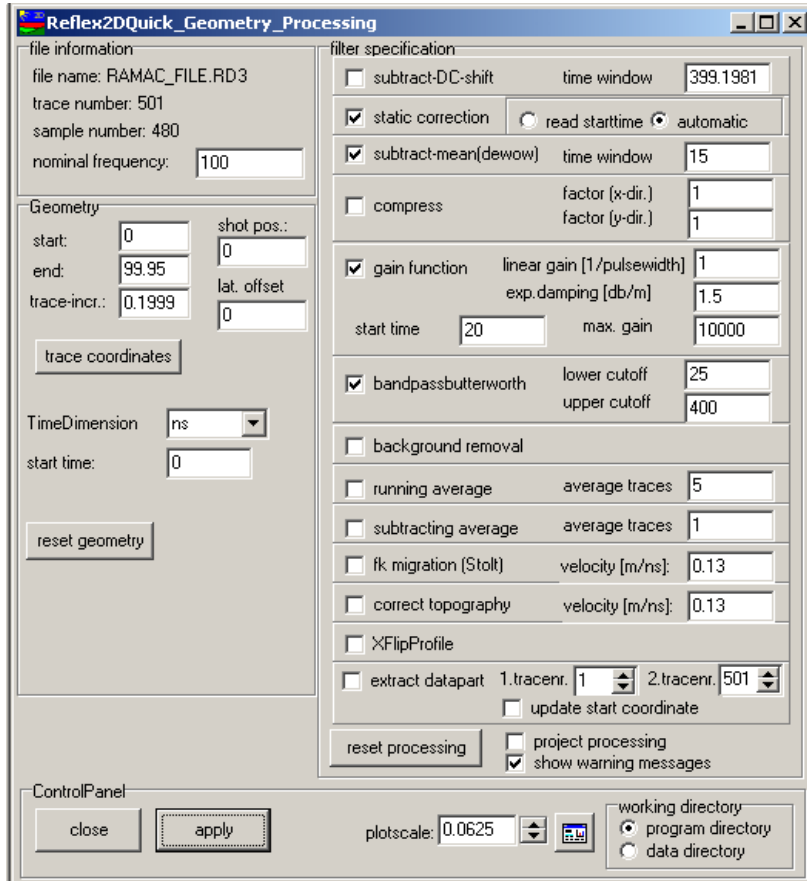 Reflex2DQuick_Geometry_Processing
file information
file name: RAMAC_FILE.RD3
trace number: 501
sample number: 480
nominal frequency: 100
Geometry
start: 0
shot pos.:
0
end: 99.95
lat. offset
trace-incr.: 0.1999
0
trace coordinates
TimeDimension ns
start time: 0
reset geometry
filter specification
subtract-DC-shift time window 399.1981
static correction read starttime automatic
subtract-mean(dewow) time window 15
compress factor (x-dir.) 1
factor (y-dir.) 1
gain function linear gain [1/pulsewidth] 1
exp.damping [db/m] 1.5
start time 20 max. gain 10000
bandpassbutterworth lower cutoff 25
upper cutoff 400
background removal
running average average traces 5
subtracting average average traces 1
fk migration (Stolt) velocity [m/ns]: 0.13
correct topography velocity [m/ns]: 0.13
XFlipProfile
extract datapart 1.tracenr. 1 2.tracenr. 501
update start coordinate
reset processing
project processing
show warning messages
ControlPanel
close apply plotscale: 0.0625
working directory
program directory
data directory